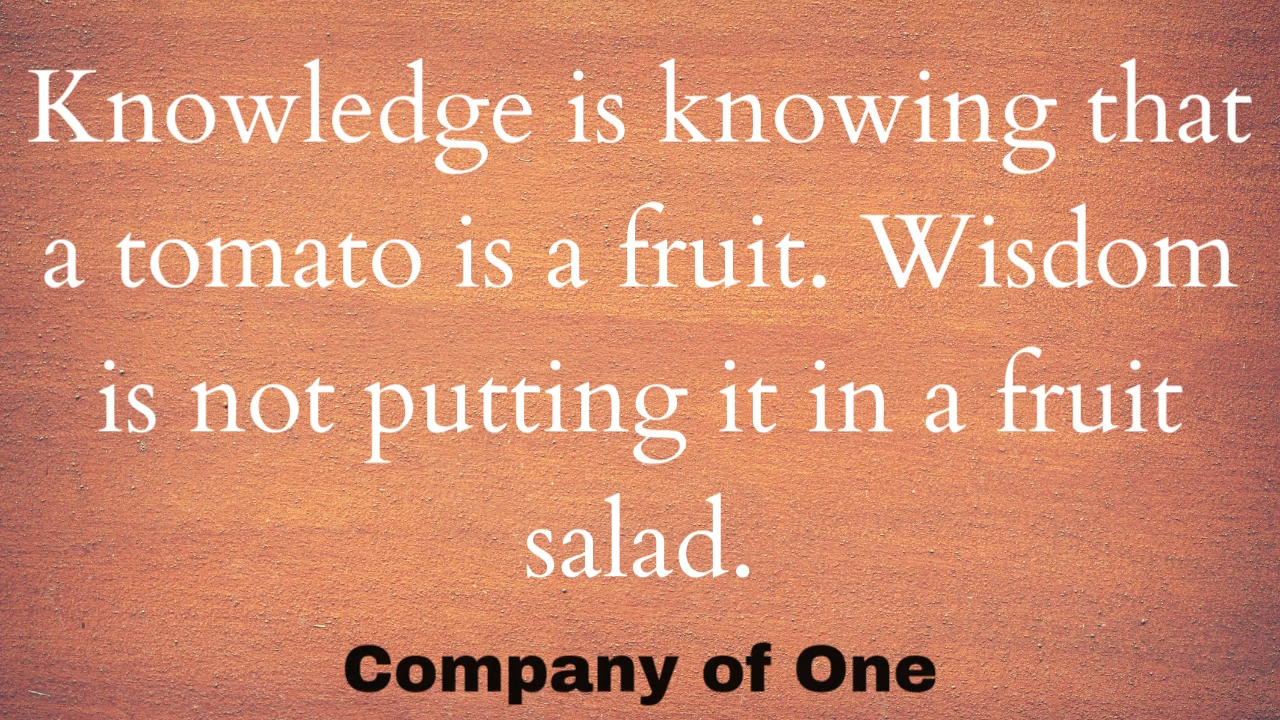 Knowledge is knowing that
a tomato is a fruit. Wisdom
is not putting it in a fruit
salad.
Company of One